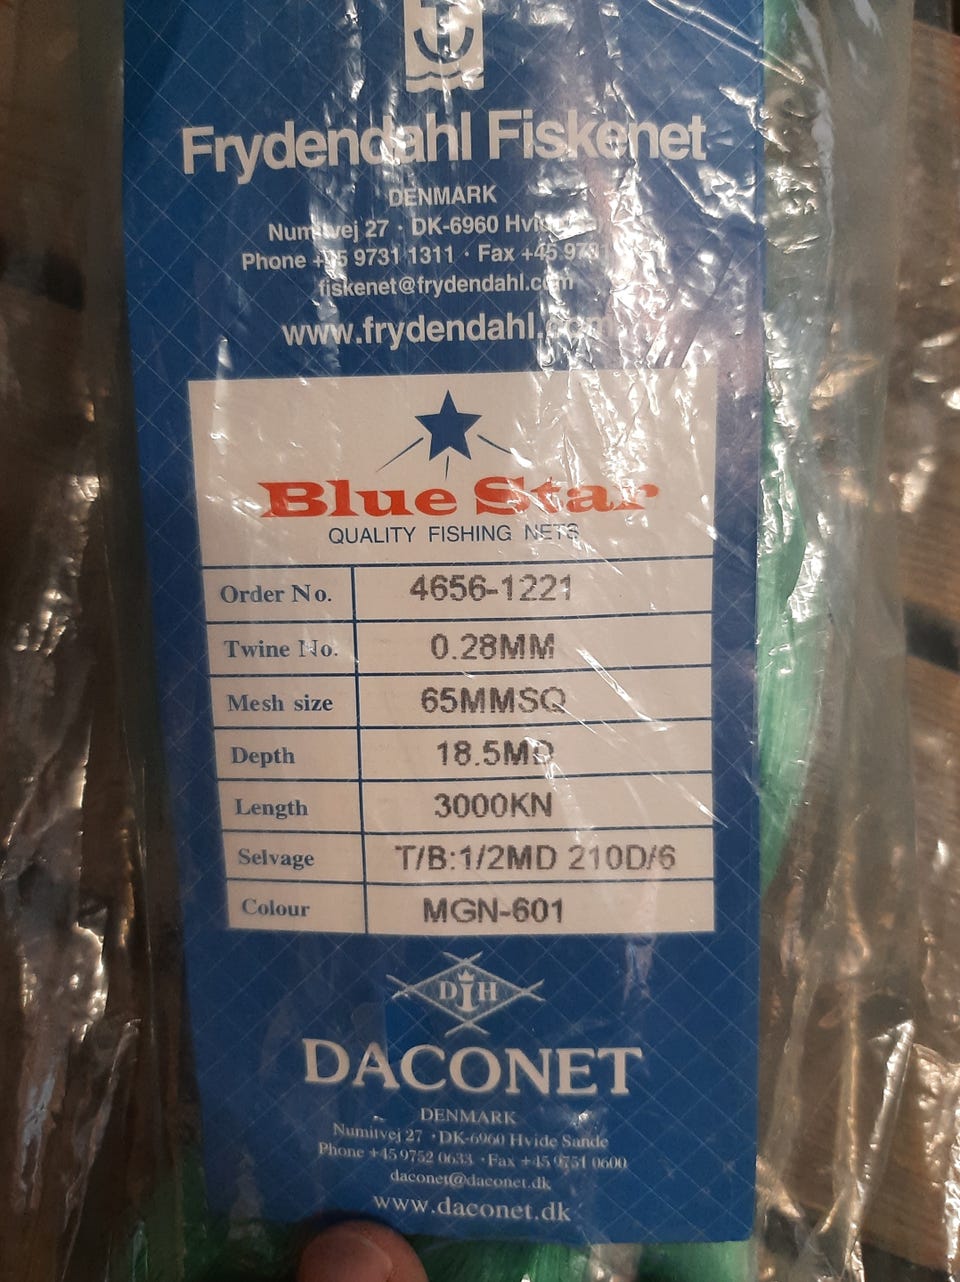 Frydendahl Fiskenet
DENMARK
27 · DK-6960
Phone 9731 1311 · Fax +45
fiskenet@frydendahl.com
www.frydendahl.com
Blue Star
QUALITY FISHING NETS
Order No. 4656-1221
Twine No. 0.28MM
Mesh size 65MMSQ
Depth 18.5MD
Length 3000KN
Selvage T/B:1/2MD 210D/6
Colour MGN-601
D H
DACONET
DENMARK
Numitvej 27 · DK-6960 Hvide Sande
Phone +45 9752 0633 · Fax +45 9751 0600
daconet@daconet.dk
www.daconet.dk